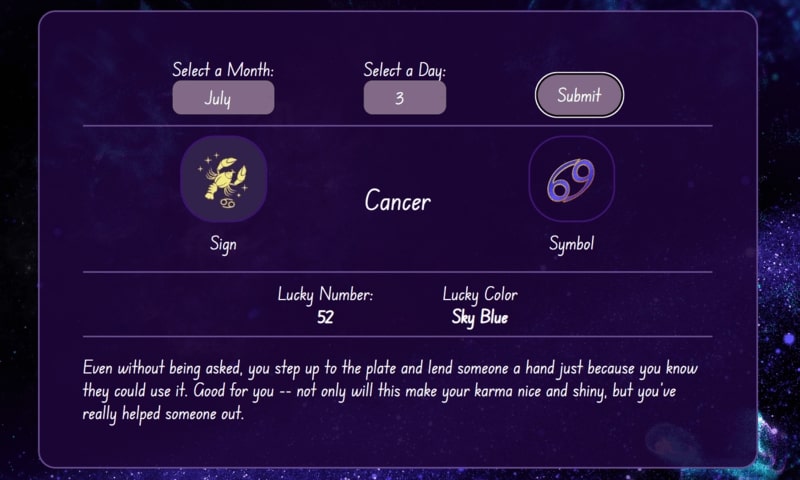 Select a Month:
Select a Day:
July
3
Submit
Cancer
Sign
Symbol
Lucky Number:
Lucky Color
52
Sky Blue
Even without being asked, you step up to the plate and lend someone a hand just because you know
they could use it. Good for you -- not only will this make your karma nice and shiny, but you've
really helped someone out.